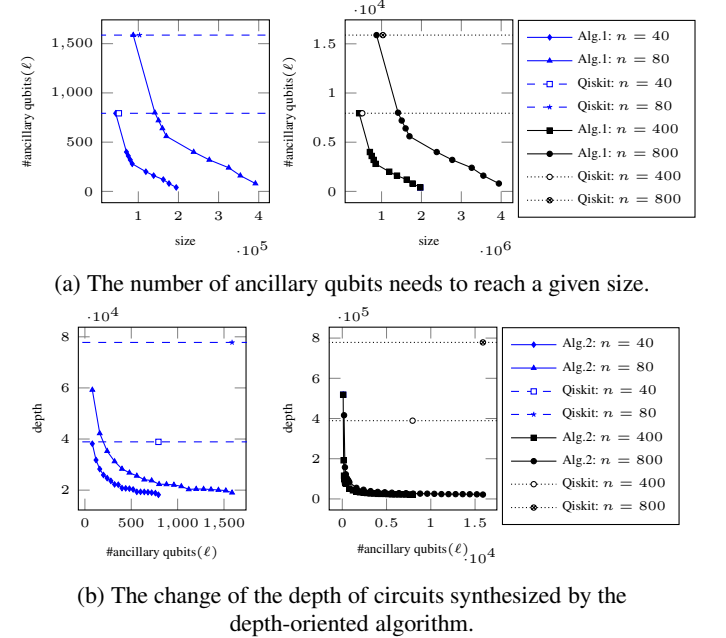 ·10^4
1,500
1,000
500
0
#ancillary qubits(ℓ)
1
2
3
4
size
·10^5
1.5
1
0.5
0
#ancillary qubits(ℓ)
1
2
3
4
size
·10^6
Alg.1: n = 40
Alg.1: n = 80
Qiskit: n = 40
Qiskit: n = 80
Alg.1: n = 400
Alg.1: n = 800
Qiskit: n = 400
Qiskit: n = 800
(a) The number of ancillary qubits needs to reach a given size.
·10^4
8
6
4
2
depth
0
500
1,000
1,500
#ancillary qubits(ℓ)
·10^5
8
6
4
2
0
depth
0
0.5
1
1.5
#ancillary qubits(ℓ)
·10^4
Alg.2: n = 40
Alg.2: n = 80
Qiskit: n = 40
Qiskit: n = 80
Alg.2: n = 400
Alg.2: n = 800
Qiskit: n = 400
Qiskit: n = 800
(b) The change of the depth of circuits synthesized by the
depth-oriented algorithm.